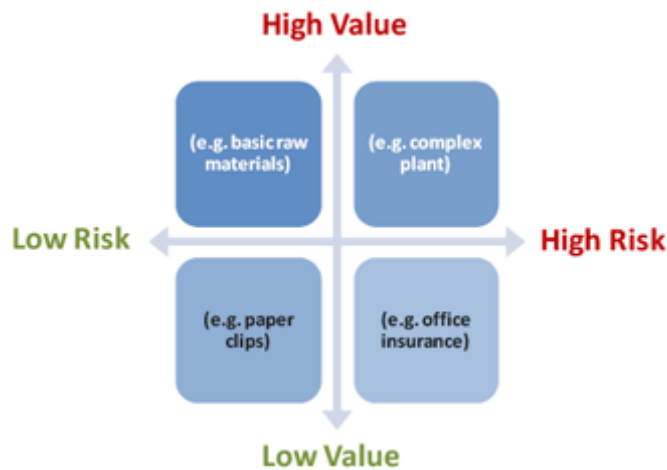 High Value
(e.g. basic raw
materials)
(e.g. complex
plant)
Low Risk
High Risk
(e.g. paper
clips)
(e.g. office
insurance)
Low Value